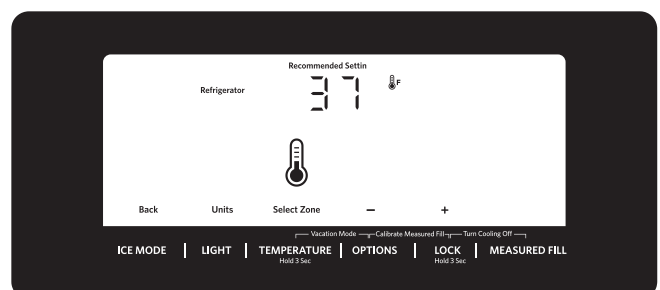 Recommended Settin
Refrigerator 37 F
Back Units Select Zone – +
Vacation Mode Calibrate Measured Fill Turn Cooling Off
ICE MODE | LIGHT | TEMPERATURE | OPTIONS | LOCK | MEASURED FILL
Hold 3 Sec Hold 3 Sec